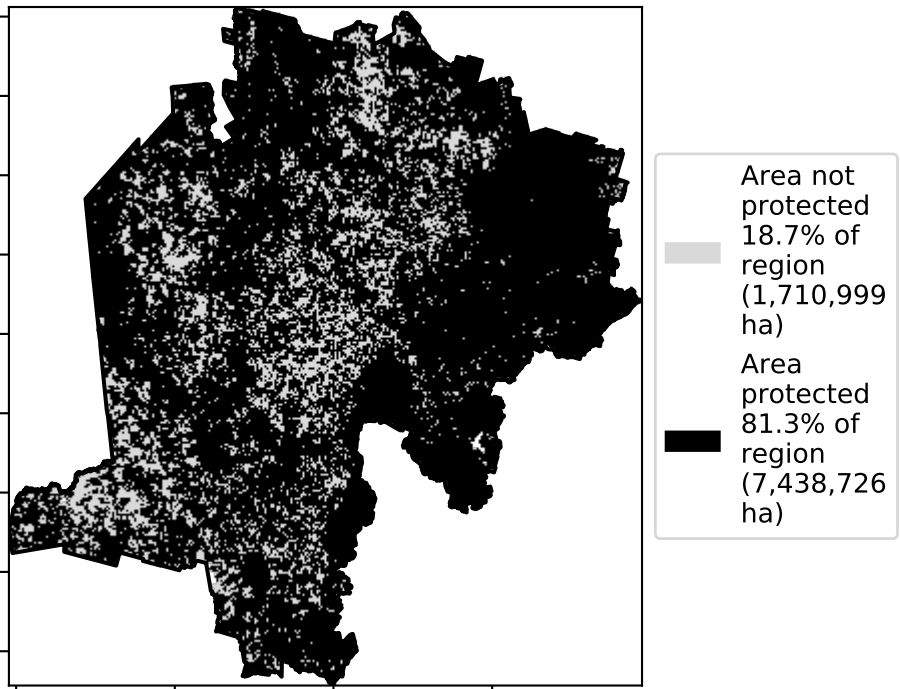 Area not
protected
18.7% of
region
(1,710,999
ha)
Area
protected
81.3% of
region
(7,438,726
ha)